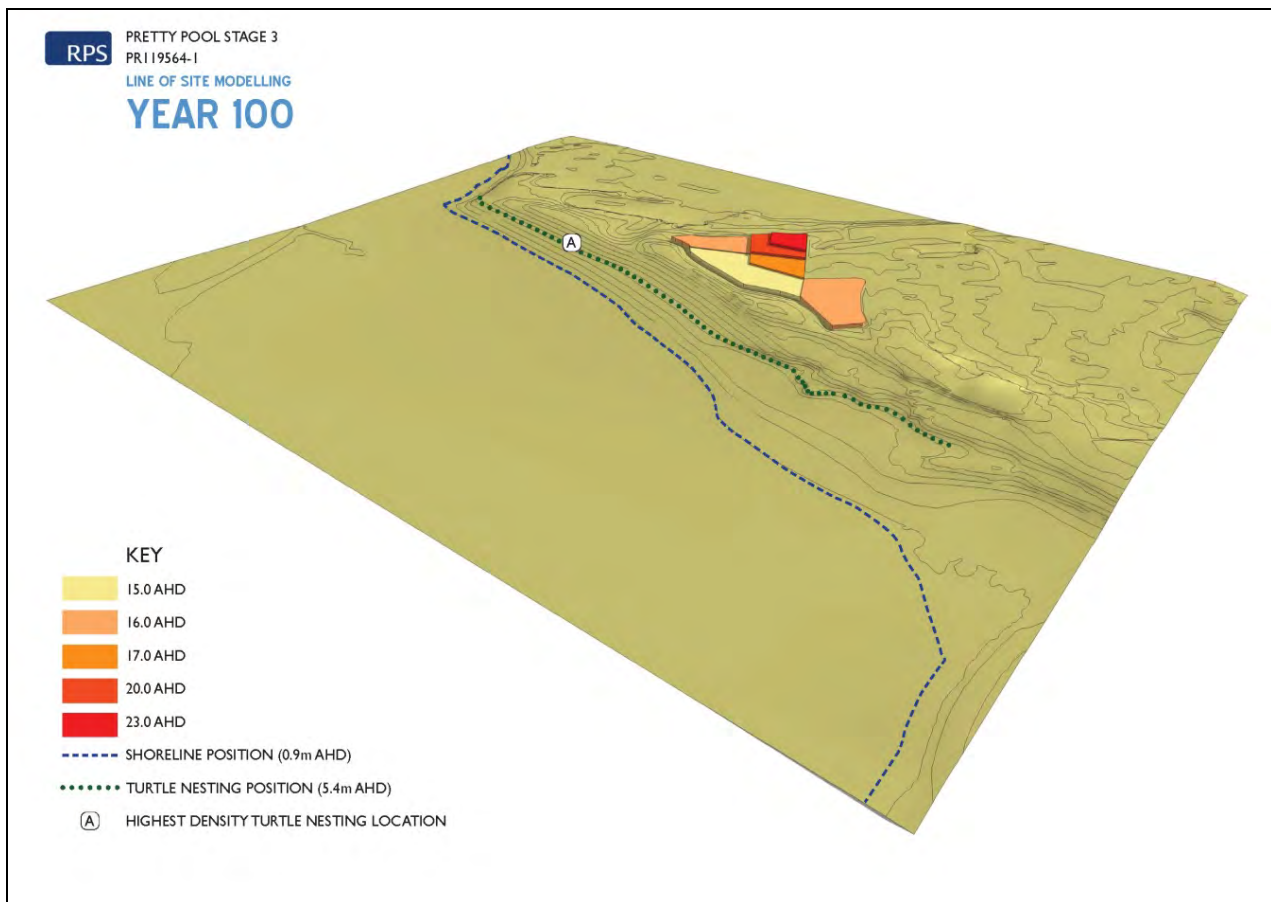 RPS
PRETTY POOL STAGE 3
PR119564-1
LINE OF SITE MODELLING
YEAR 100
A
KEY
15.0 AHD
16.0 AHD
17.0 AHD
20.0 AHD
23.0 AHD
SHORELINE POSITION (0.9m AHD)
TURTLE NESTING POSITION (5.4m AHD)
A HIGHEST DENSITY TURTLE NESTING LOCATION